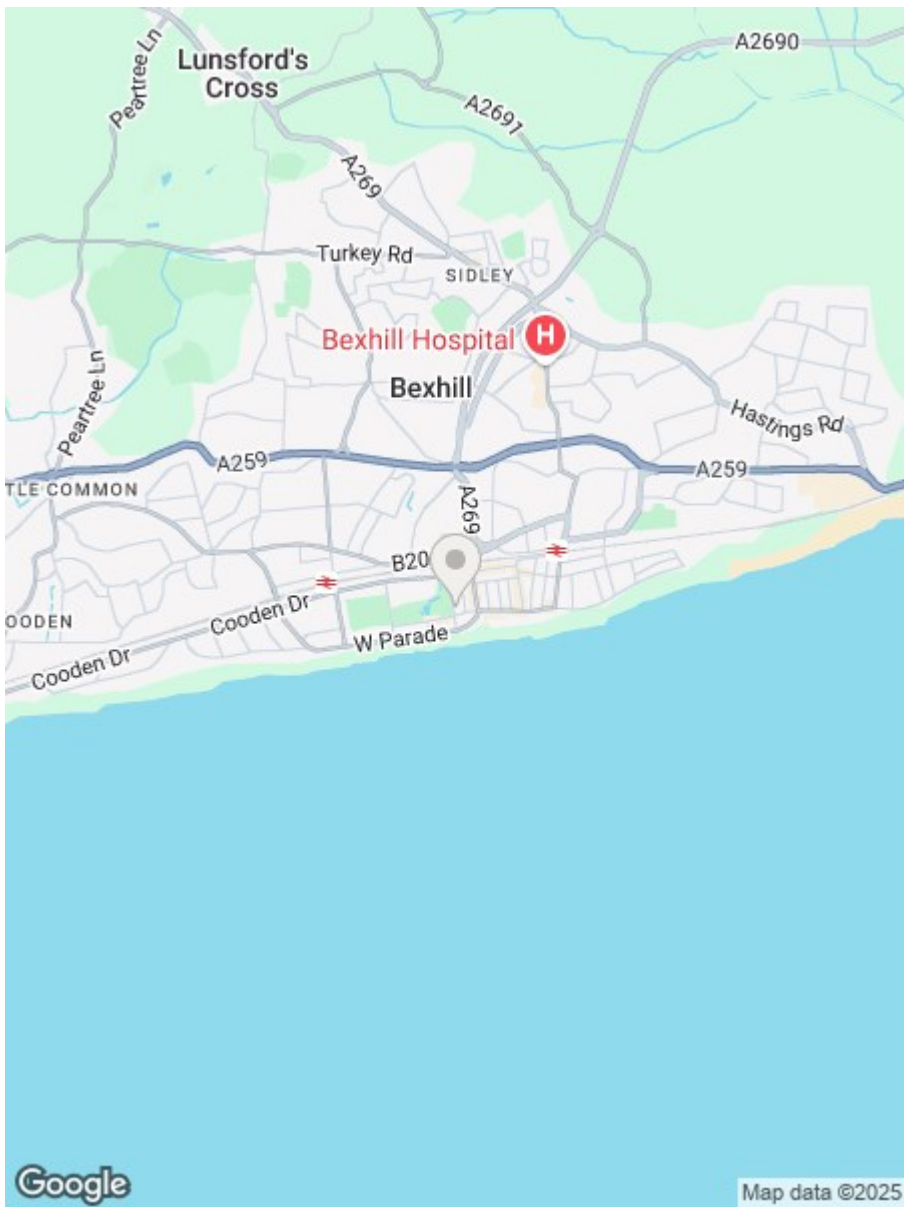 A2690
Peartree Ln
Lunsford's
Cross
A2691
A269
Turkey Rd
SIDLEY
Bexhill Hospital
H
Bexhill
Peartree Ln
Hastings Rd
A259
A259
TLE COMMON
A269
B20
Cooden Dr
OODEN
W Parade
Cooden Dr
Google
Map data ©2025